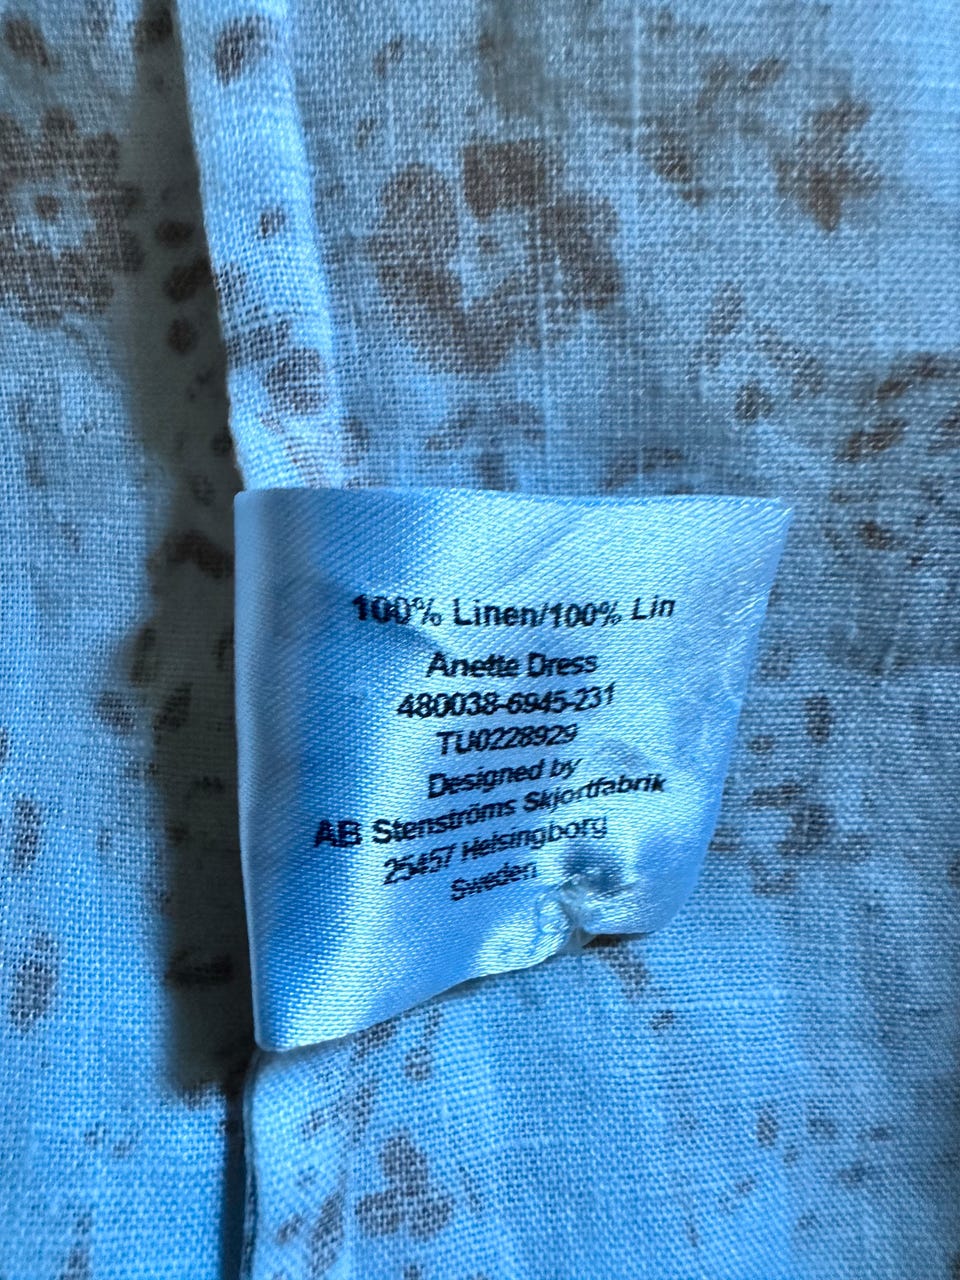 100% Linen/100% Lin
Anette Dress
480038-6945-231
TU0228929
Designed by
AB Stenströms Skjortfabrik
25457 Helsingborg
Sweden